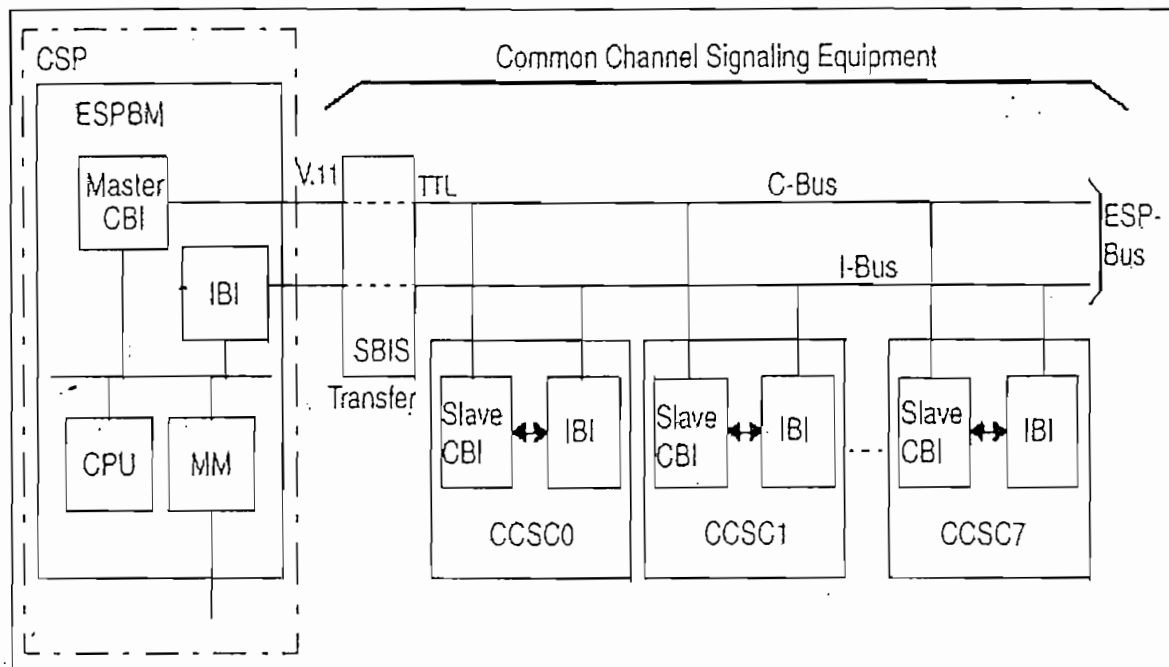 CSP
Common Channel Signaling Equipment
ESPBM
Master
CBI
V.11
TTL
C-Bus
ESP-
Bus
IBI
I-Bus
SBIS
Transfer
CPU
MM
Slave
CBI
IBI
CCSC0
Slave
CBI
IBI
CCSC1
Slave
CBI
IBI
CCSC7